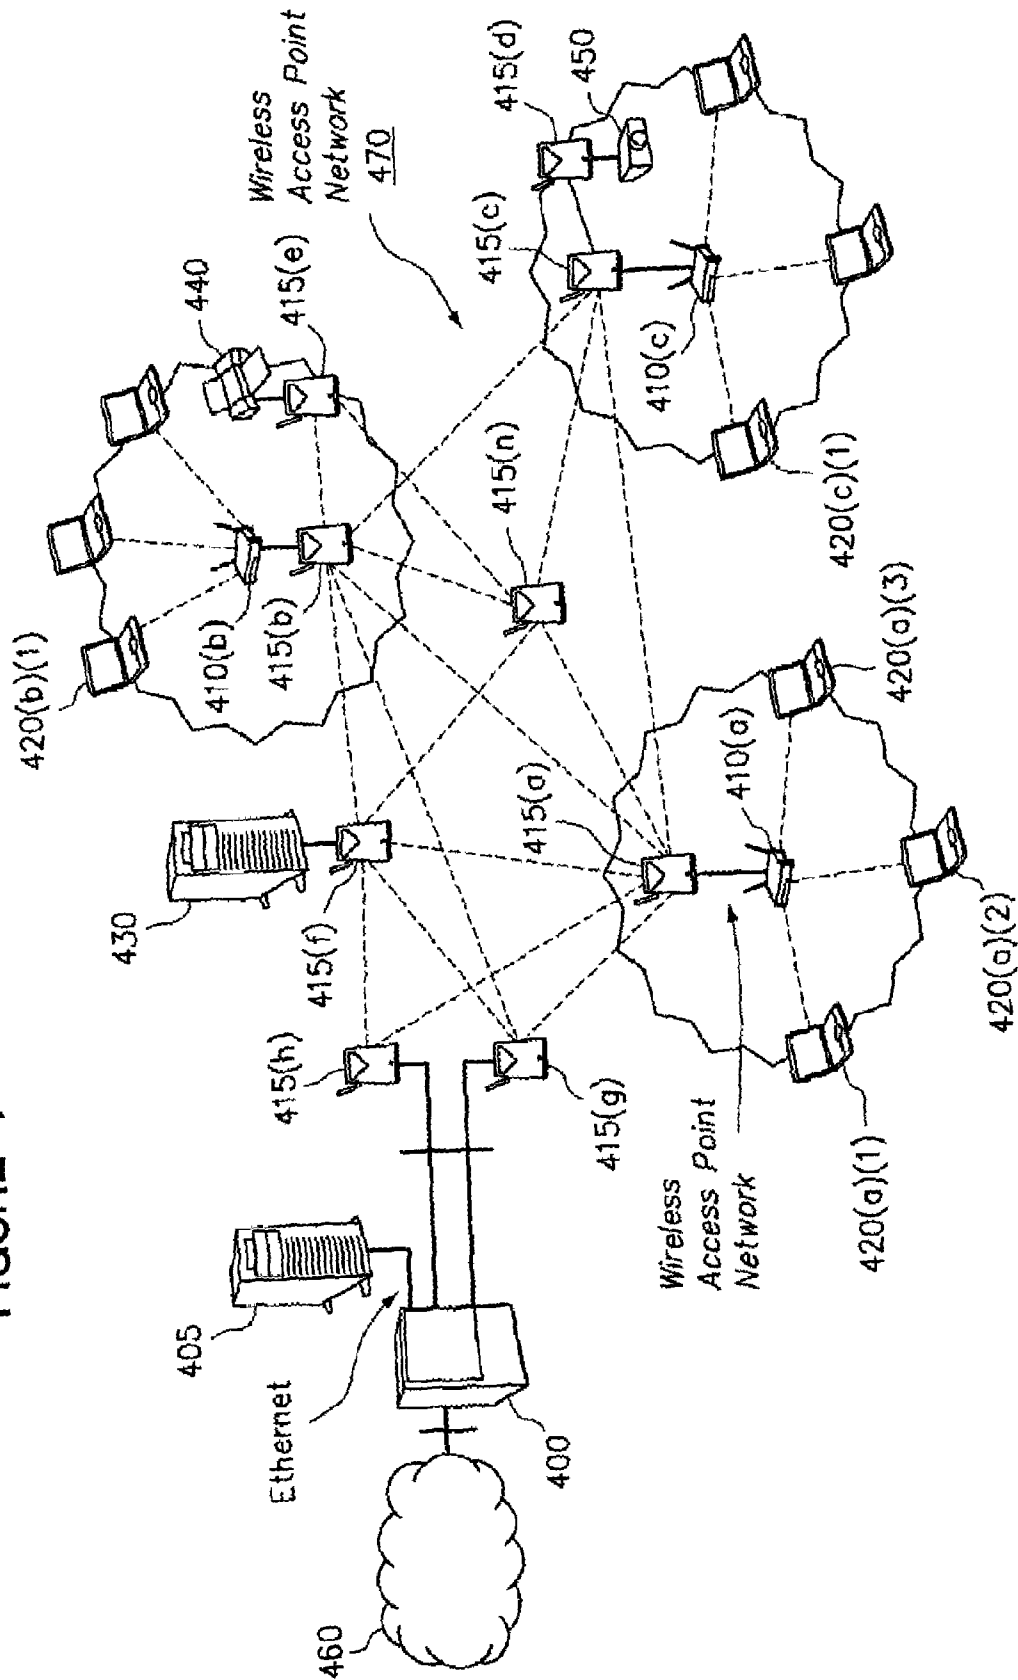 Wireless
Access Point
Network
470
440
415(e)
415(d)
450
415(c)
410(c)
420(c)(1)
415(n)
420(b)(1)
410(b)
415(b)
430
415(f)
415(a)
410(a)
420(a)(3)
420(a)(2)
420(a)(1)
415(h)
415(g)
Wireless
Access Point
Network
405
Ethernet
400
460